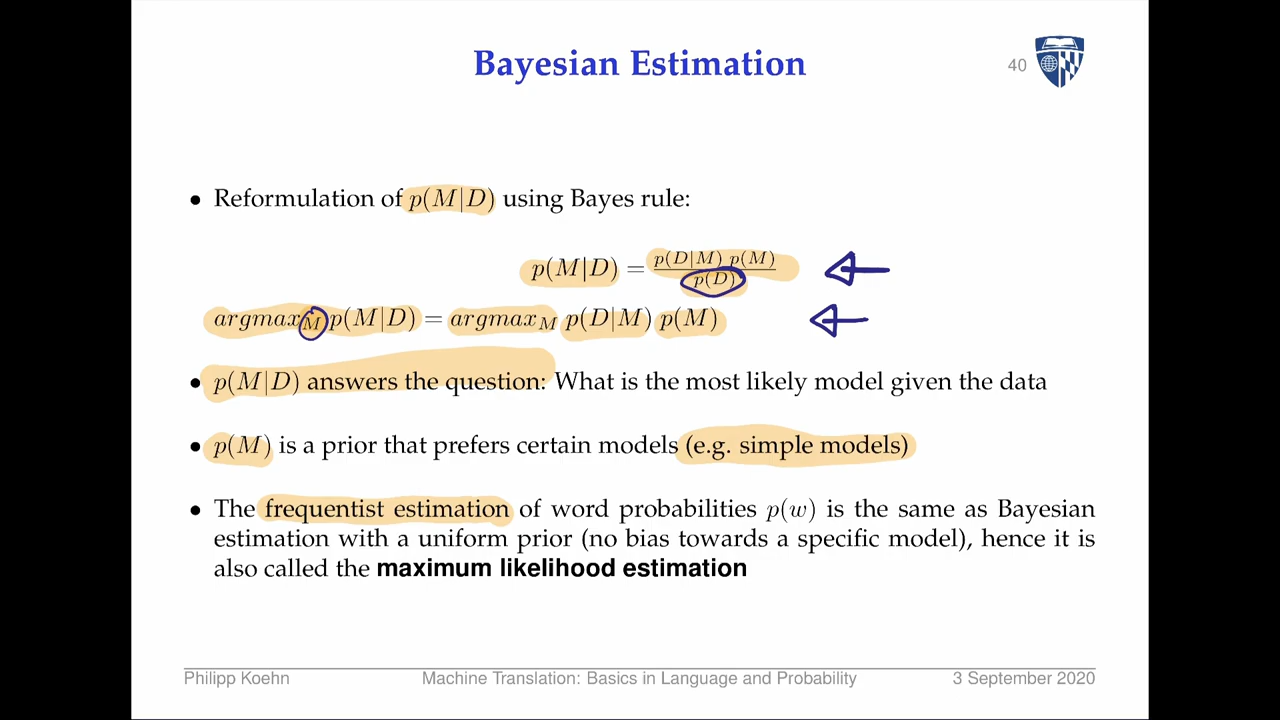 Bayesian Estimation
40
• Reformulation of p(M|D) using Bayes rule:
p(M|D) = p(D|M) p(M) / p(D)
argmax_M p(M|D) = argmax_M p(D|M) p(M)
• p(M|D) answers the question: What is the most likely model given the data
• p(M) is a prior that prefers certain models (e.g. simple models)
• The frequentist estimation of word probabilities p(w) is the same as Bayesian
estimation with a uniform prior (no bias towards a specific model), hence it is
also called the maximum likelihood estimation
Philipp Koehn Machine Translation: Basics in Language and Probability 3 September 2020